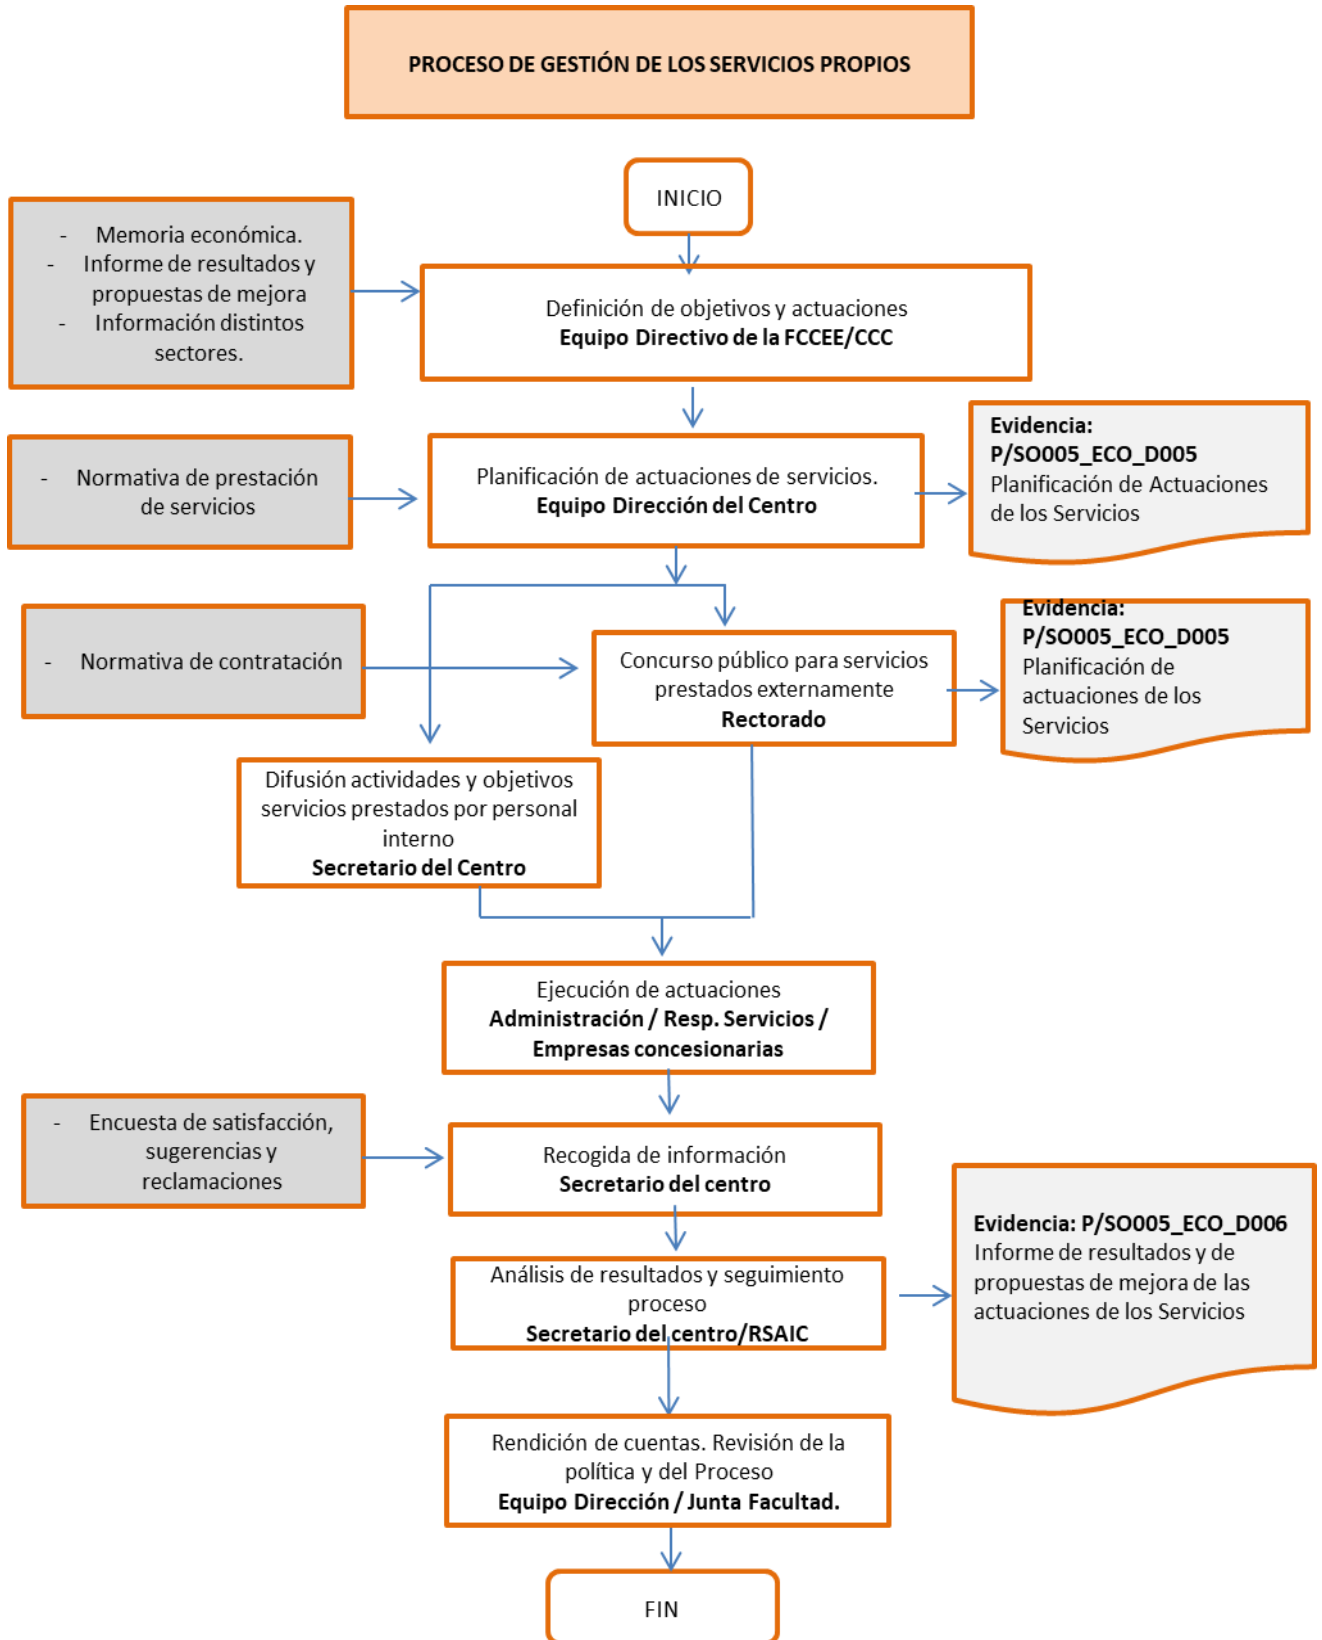 PROCESO DE GESTIÓN DE LOS SERVICIOS PROPIOS
INICIO
- Memoria económica.
- Informe de resultados y
propuestas de mejora
- Información distintos
sectores.
Definición de objetivos y actuaciones
Equipo Directivo de la FCCEE/CCC
- Normativa de prestación
de servicios
Planificación de actuaciones de servicios.
Equipo Dirección del Centro
Evidencia:
P/SO005_ECO_D005
Planificación de Actuaciones
de los Servicios
- Normativa de contratación
Concurso público para servicios
prestados externamente
Rectorado
Evidencia:
P/SO005_ECO_D005
Planificación de
actuaciones de los
Servicios
Difusión actividades y objetivos
servicios prestados por personal
interno
Secretario del Centro
Ejecución de actuaciones
Administración / Resp. Servicios /
Empresas concesionarias
- Encuesta de satisfacción,
sugerencias y
reclamaciones
Recogida de información
Secretario del centro
Análisis de resultados y seguimiento
proceso
Secretario del centro/RSAIC
Evidencia: P/SO005_ECO_D006
Informe de resultados y de
propuestas de mejora de las
actuaciones de los Servicios
Rendición de cuentas. Revisión de la
política y del Proceso
Equipo Dirección / Junta Facultad.
FIN